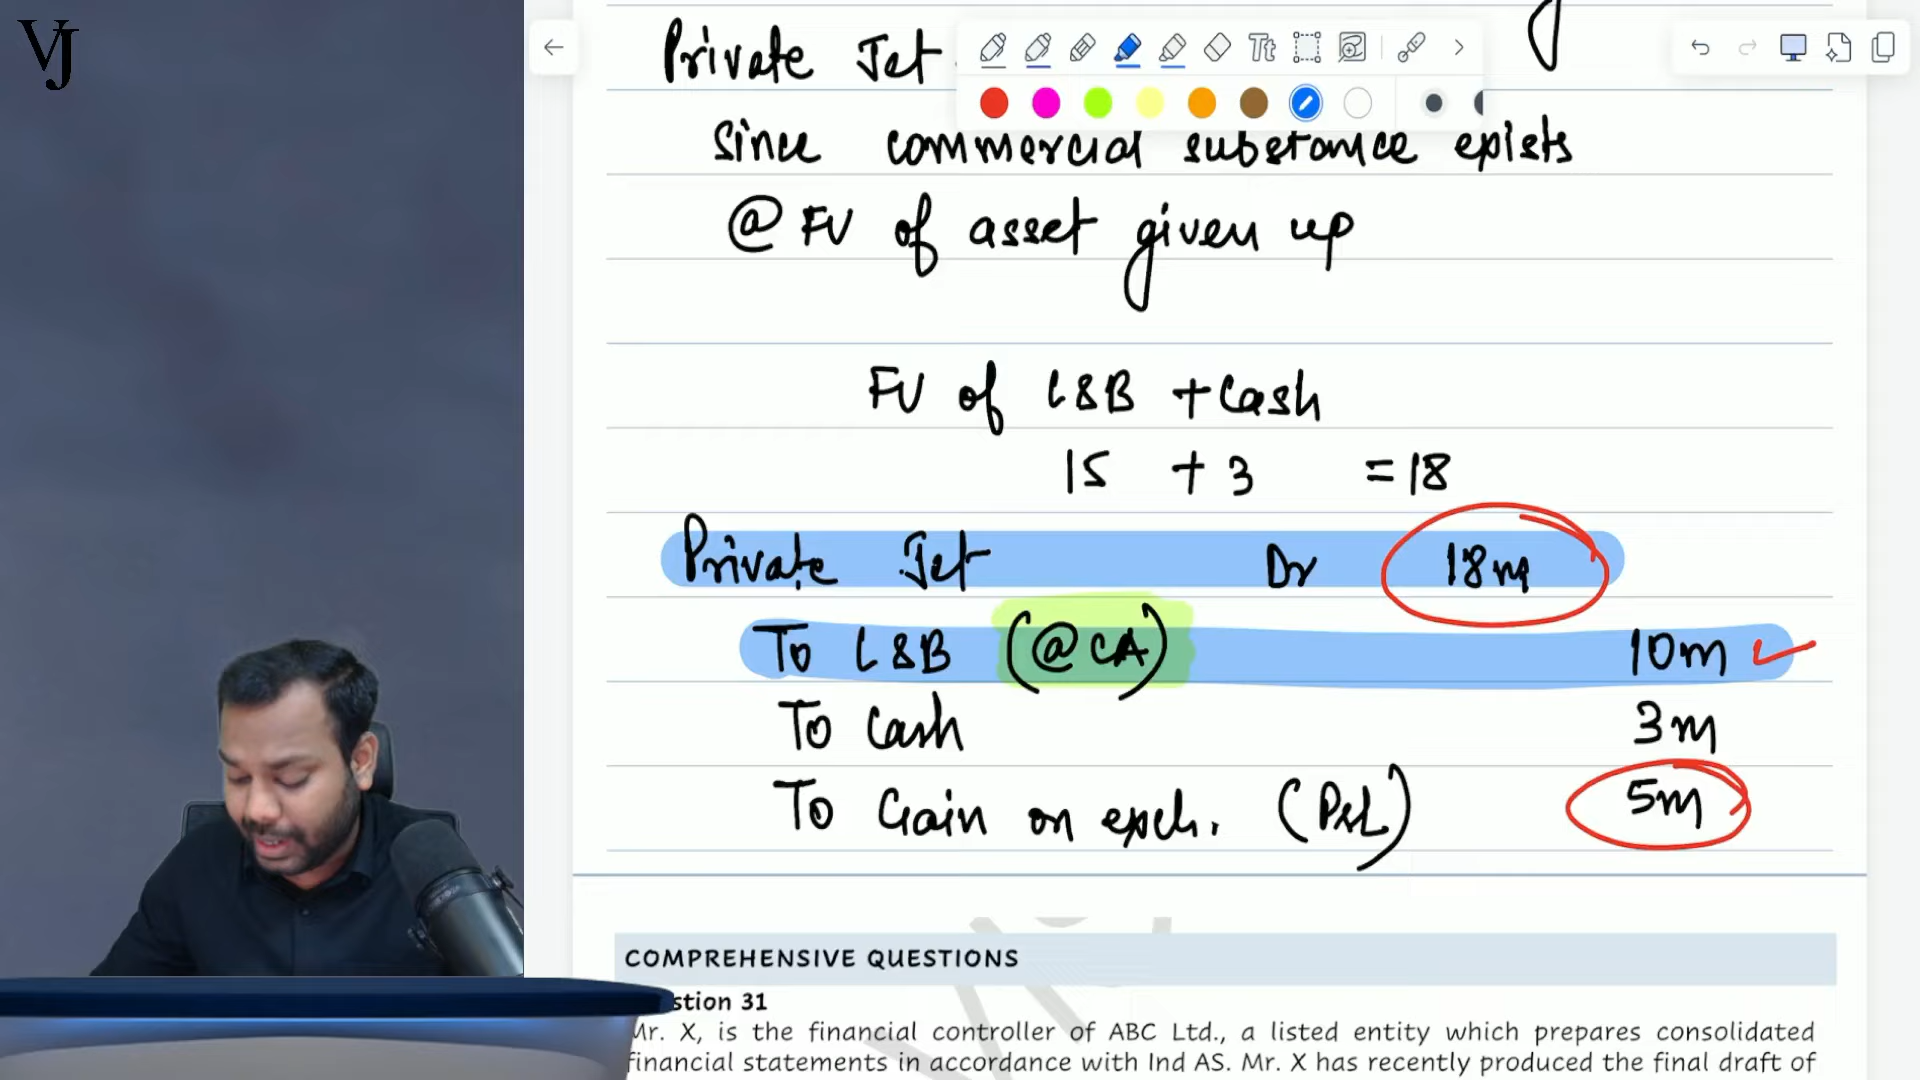 VJ
Private Jet
Tt
Since commercial substance exists
@ FV of asset given up
FV of L&B + Cash
15 + 3 = 18
Private Jet Dr 18m
To L&B (@ CA) 10m
To Cash 3m
To Gain on exch. (P&L) 5m
COMPREHENSIVE QUESTIONS
stion 31
Mr. X, is the financial controller of ABC Ltd., a listed entity which prepares consolidated
financial statements in accordance with Ind AS. Mr. X has recently produced the final draft of